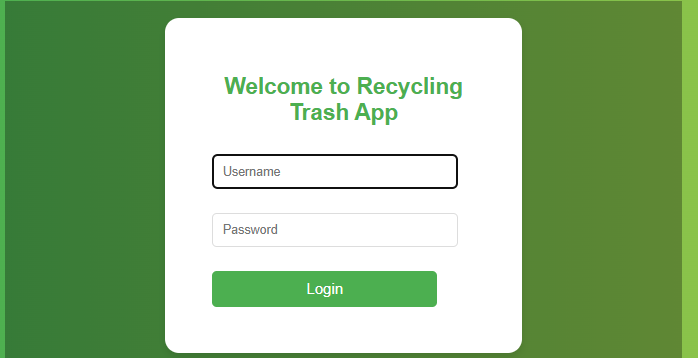 Welcome to Recycling
Trash App
Username
Password
Login